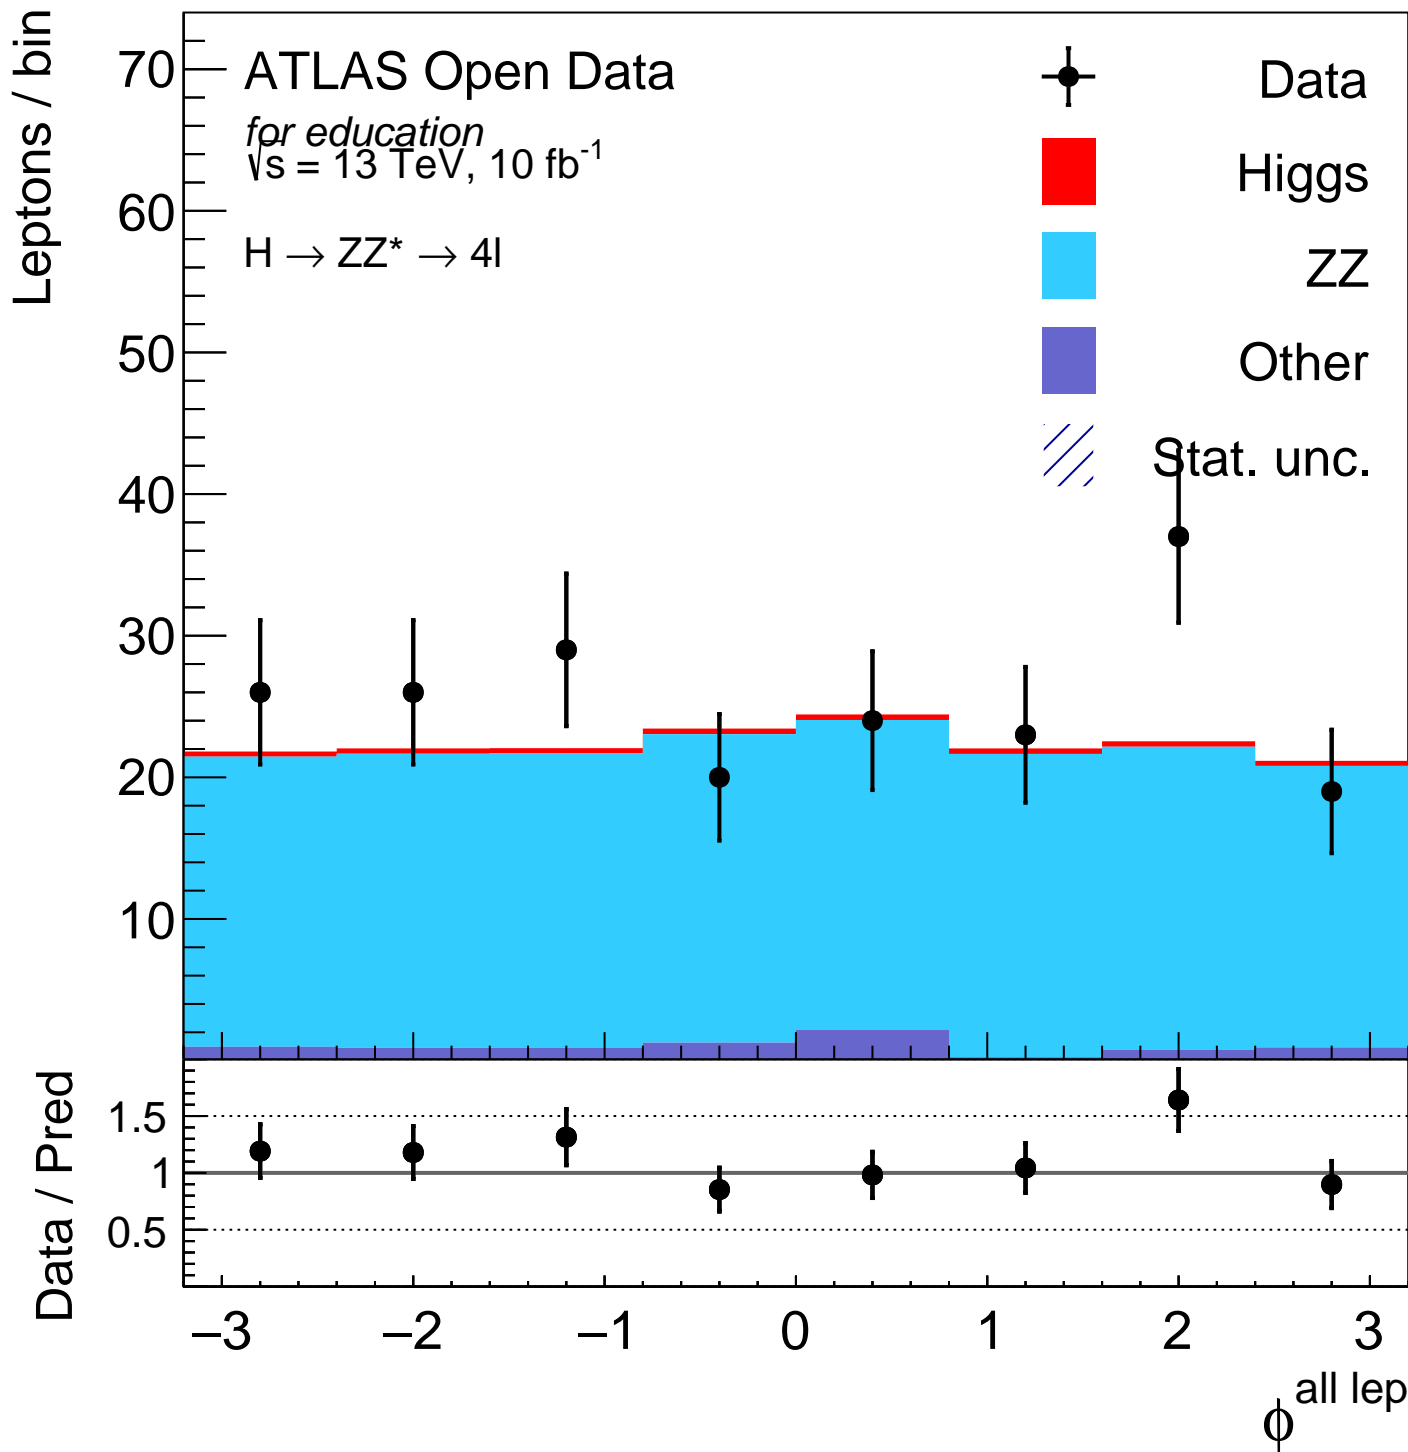 Leptons / bin
70
60
50
40
30
20
10
ATLAS Open Data
for education
√s = 13 TeV, 10 fb-1
H → ZZ* → 4l
Data
Higgs
ZZ
Other
Stat. unc.
Data / Pred
1.5
1
0.5
–3 –2 –1 0 1 2 3
ϕ all lep